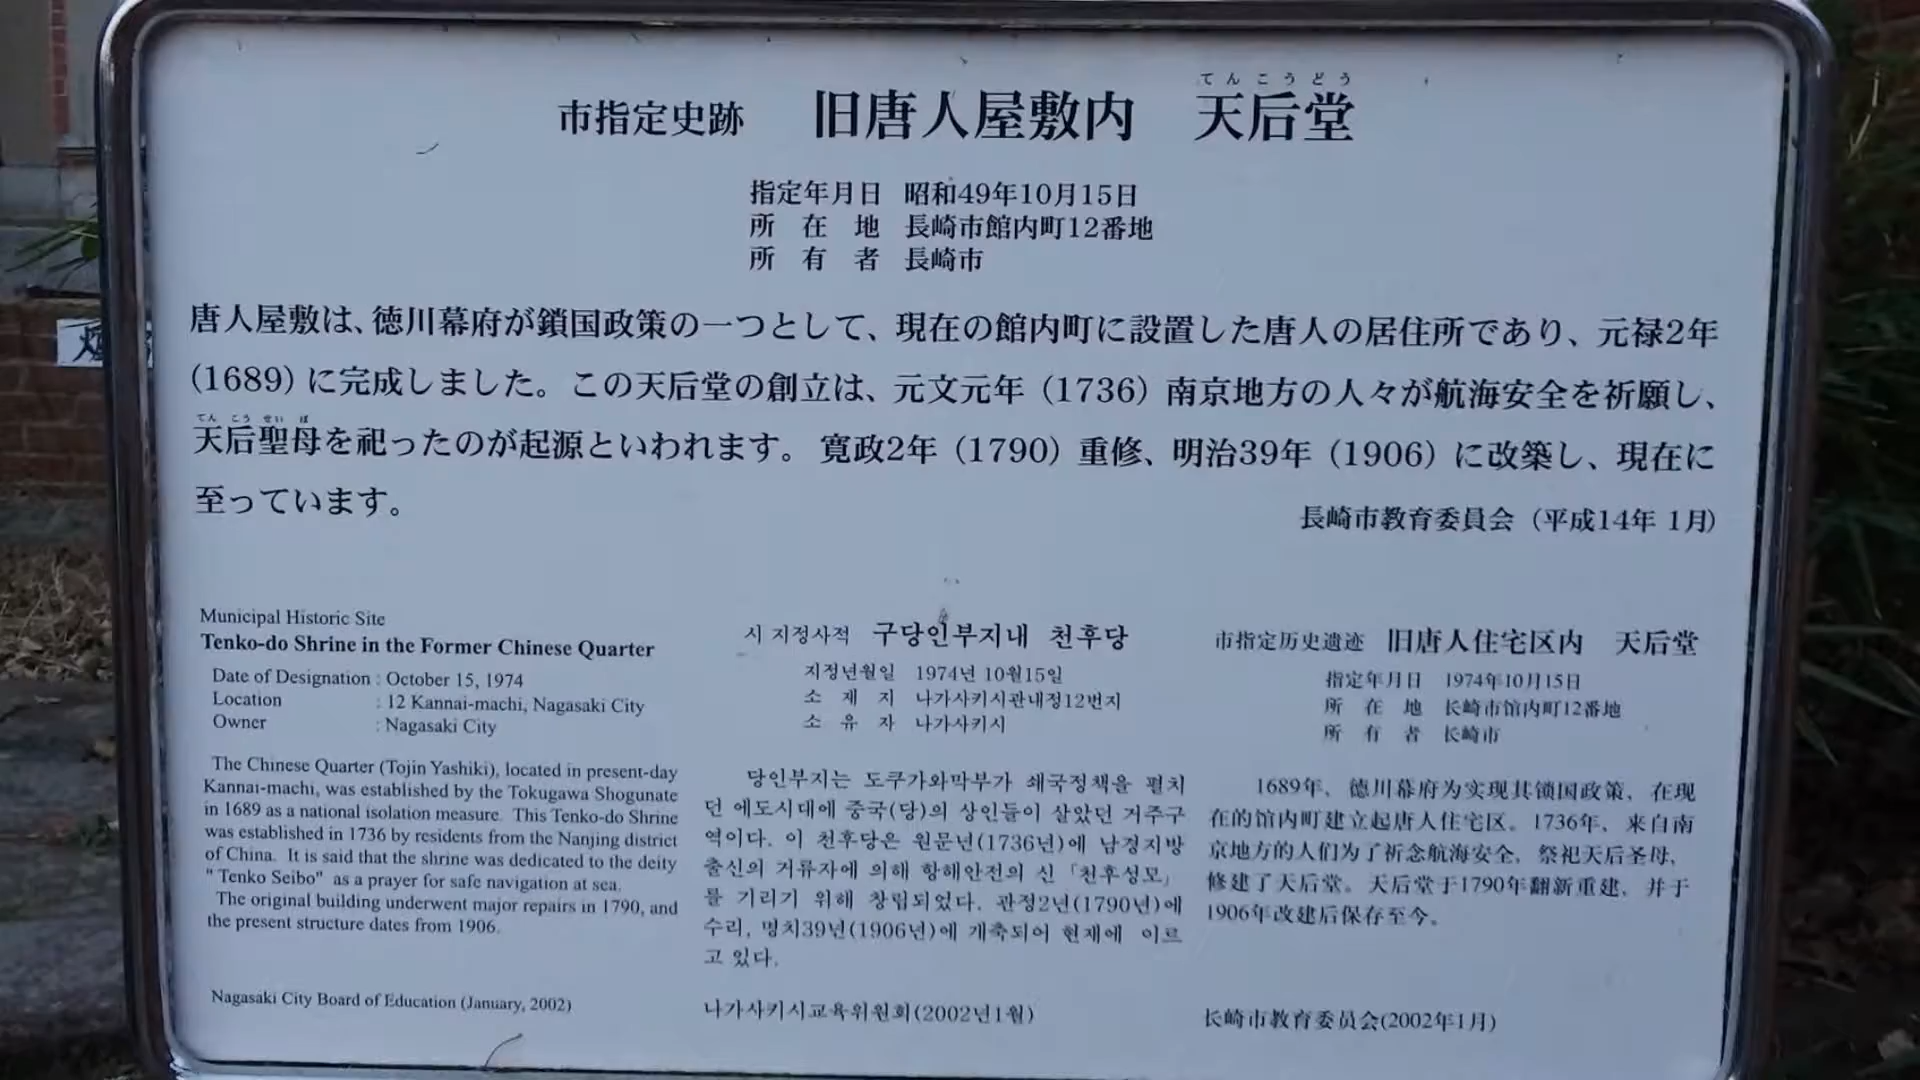 てんこうどう
市指定史跡 旧唐人屋敷内 天后堂
指定年月日 昭和49年10月15日
所在地 長崎市館内町12番地
所有者 長崎市
唐人屋敷は、徳川幕府が鎖国政策の一つとして、現在の館内町に設置した唐人の居住所であり、元禄2年
(1689)に完成しました。この天后堂の創立は、元文元年(1736)南京地方の人々が航海安全を祈願し、
てんこうせいぼ
天后聖母を祀ったのが起源といわれます。寛政2年(1790)重修、明治39年(1906)に改築し、現在に
至っています。
長崎市教育委員会(平成14年1月)
Municipal Historic Site
Tenko-do Shrine in the Former Chinese Quarter
Date of Designation : October 15, 1974
Location : 12 Kannai-machi, Nagasaki City
Owner : Nagasaki City
The Chinese Quarter (Tojin Yashiki), located in present-day
Kannai-machi, was established by the Tokugawa Shogunate
in 1689 as a national isolation measure. This Tenko-do Shrine
was established in 1736 by residents from the Nanjing district
of China. It is said that the shrine was dedicated to the deity
" Tenko Seibo" as a prayer for safe navigation at sea.
The original building underwent major repairs in 1790, and
the present structure dates from 1906.
Nagasaki City Board of Education (January, 2002)
시 지정사적 구당인부지내 천후당
지정년월일 1974년 10월15일
소재지 나가사키시관내정12번지
소유자 나가사키시
당인부지는 도쿠가와막부가 쇄국정책을 펼치
던 에도시대에 중국(당)의 상인들이 살았던 거주구
역이다. 이 천후당은 원문년(1736년)에 남경지방
출신의 거류자에 의해 항해안전의 신「천후성모」
를 기리기 위해 창립되었다. 관정2년(1790년)에
수리, 명치39년(1906년)에 개축되어 현재에 이르
고 있다.
나가사키시교육위원회(2002년1월)
市指定历史遗迹 旧唐人住宅区内 天后堂
指定年月日 1974年10月15日
所在地 长崎市馆内町12番地
所有者 长崎市
1689年，德川幕府为实现其锁国政策，在现
在的馆内町建立起唐人住宅区。1736年，来自南
京地方的人们为了祈念航海安全，祭祀天后圣母，
修建了天后堂。天后堂于1790年翻新重建，并于
1906年改建后保存至今。
长崎市教育委员会(2002年1月)